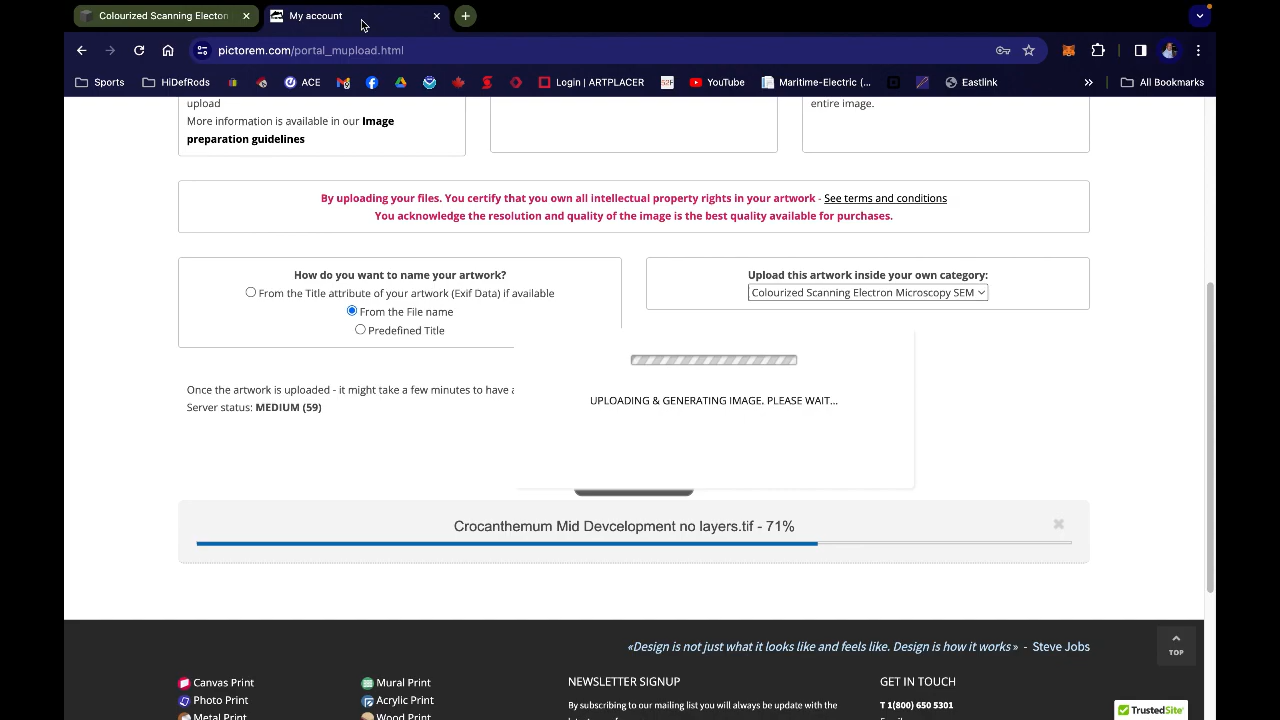 Colourized Scanning Electon
My account
pictorem.com/portal_mupload.html
Sports
HiDefRods
ACE
Login | ARTPLACER
YouTube
Maritime-Electric (...
Eastlink
All Bookmarks
upload
More information is available in our Image
preparation guidelines
entire image.
By uploading your files. You certify that you own all intellectual property rights in your artwork - See terms and conditions
You acknowledge the resolution and quality of the image is the best quality available for purchases.
How do you want to name your artwork?
From the Title attribute of your artwork (Exif Data) if available
From the File name
Predefined Title
Upload this artwork inside your own category:
Colourized Scanning Electron Microscopy SEM
Once the artwork is uploaded - it might take a few minutes to have a
Server status: MEDIUM (59)
UPLOADING & GENERATING IMAGE. PLEASE WAIT...
Crocanthemum Mid Devcelopment no layers.tif - 71%
«Design is not just what it looks like and feels like. Design is how it works » - Steve Jobs
TOP
Canvas Print
Photo Print
Metal Print
Mural Print
Acrylic Print
Wood Print
NEWSLETTER SIGNUP
By subscribing to our mailing list you will always be update with the
GET IN TOUCH
T 1(800) 650 5301
TrustedSite